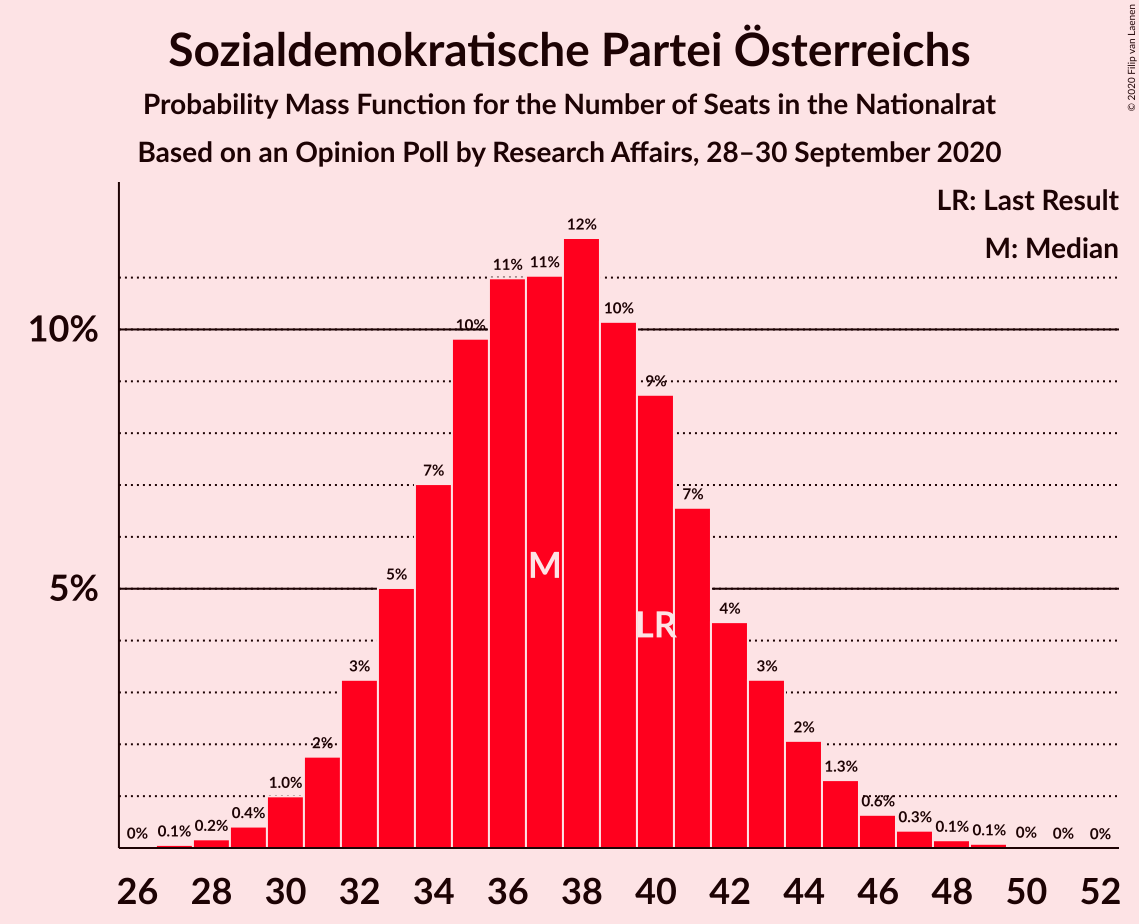 Sozialdemokratische Partei Österreichs
Probability Mass Function for the Number of Seats in the Nationalrat
Based on an Opinion Poll by Research Affairs, 28–30 September 2020
© 2020 Filip van Laenen
LR: Last Result
M: Median
10%
5%
0% 0.1% 0.2% 0.4% 1.0% 2% 3% 5% 7% 10% 11% 11% 12% 10% 9% 7% 4% 3% 2% 1.3% 0.6% 0.3% 0.1% 0.1% 0% 0% 0%
M
LR
26 28 30 32 34 36 38 40 42 44 46 48 50 52